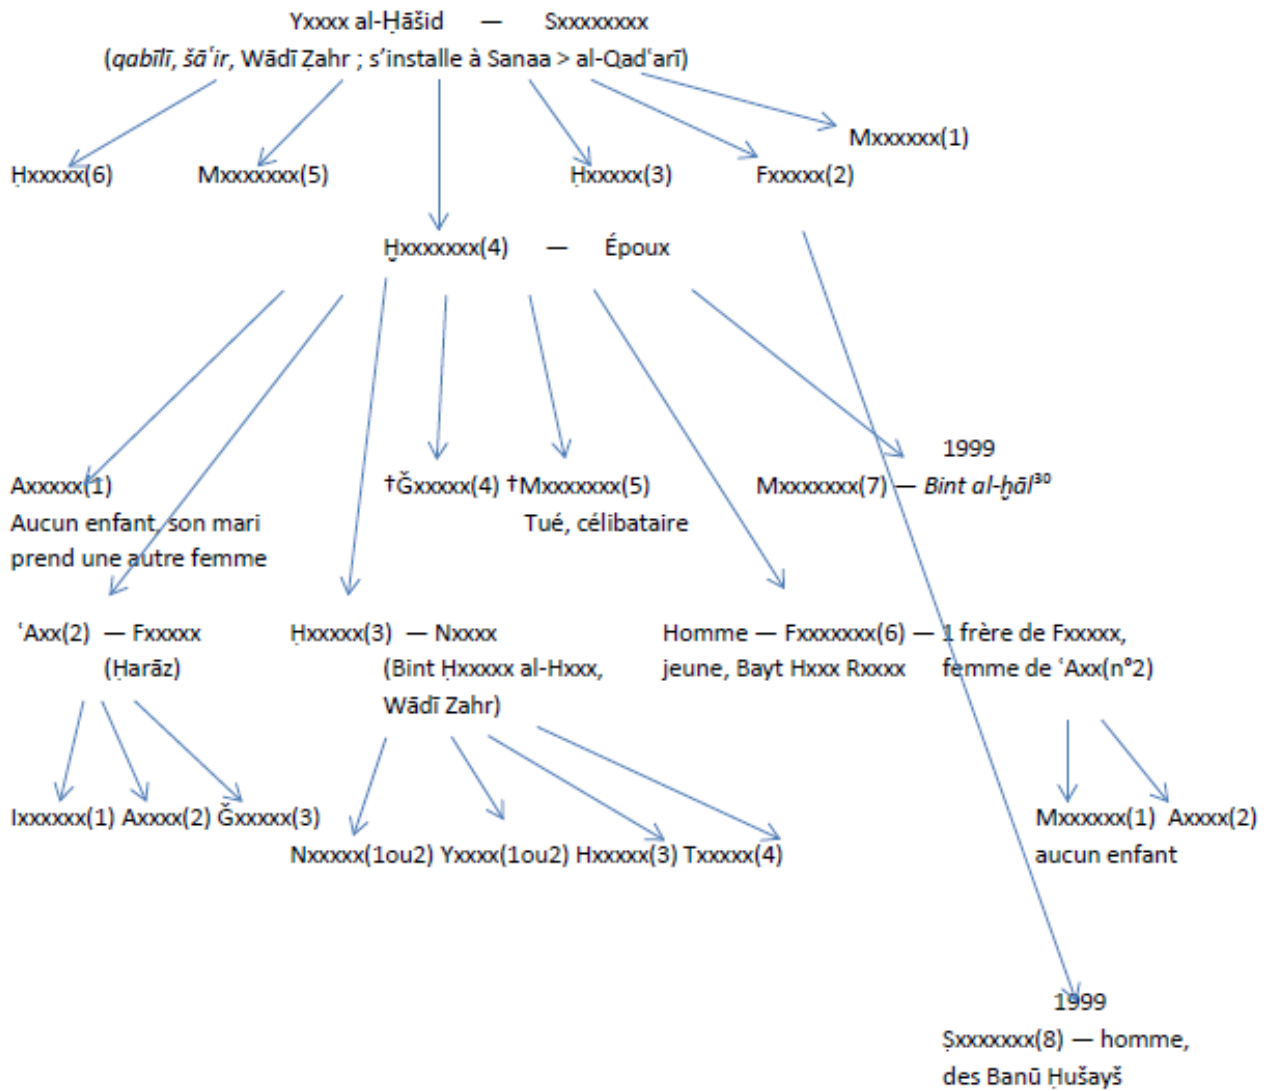 Yxxxx al-Ḥāšid — Sxxxxxxxx
(qabīlī, šāʿir, Wādī Ẓahr ; s’installe à Sanaa > al-Qadʿarī)
Mxxxxxx(1)
Ḥxxxxx(6) Mxxxxxxx(5) Ḥxxxxx(3) Fxxxxx(2)
Ḫxxxxxxx(4) — Époux
1999
Axxxxx(1) †Ǧxxxxx(4) †Mxxxxxxx(5) Mxxxxxxx(7) — Bint al-ḫāl³⁰
Aucun enfant, son mari Tué, célibataire
prend une autre femme
ʿAxx(2) — Fxxxxx Ḥxxxxx(3) — Nxxxx Homme — Fxxxxxxx(6) — 1 frère de Fxxxxx,
(Ḥarāz) (Bint Ḥxxxxx al-Hxxx, jeune, Bayt Hxxx Rxxxx femme de ʿAxx(n°2)
Wādī Zahr)
Ixxxxxx(1) Axxxx(2) Ǧxxxxx(3) Mxxxxxx(1) Axxxx(2)
Nxxxxx(1ou2) Yxxxx(1ou2) Hxxxxx(3) Txxxxx(4) aucun enfant
1999
Ṣxxxxxxx(8) — homme,
des Banū Ḥušayš